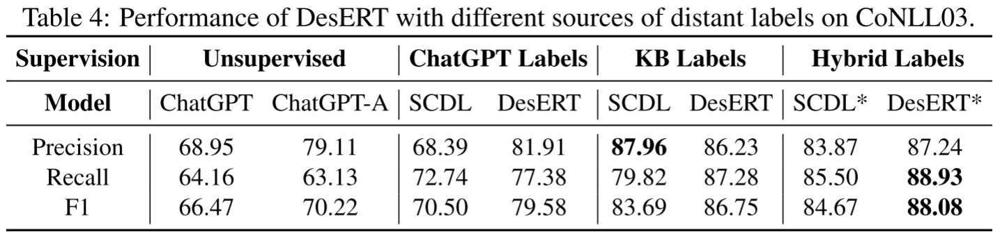 Table 4: Performance of DesERT with different sources of distant labels on CoNLL03.
Supervision Unsupervised ChatGPT Labels KB Labels Hybrid Labels
Model ChatGPT ChatGPT-A SCDL DesERT SCDL DesERT SCDL* DesERT*
Precision 68.95 79.11 68.39 81.91 87.96 86.23 83.87 87.24
Recall 64.16 63.13 72.74 77.38 79.82 87.28 85.50 88.93
F1 66.47 70.22 70.50 79.58 83.69 86.75 84.67 88.08